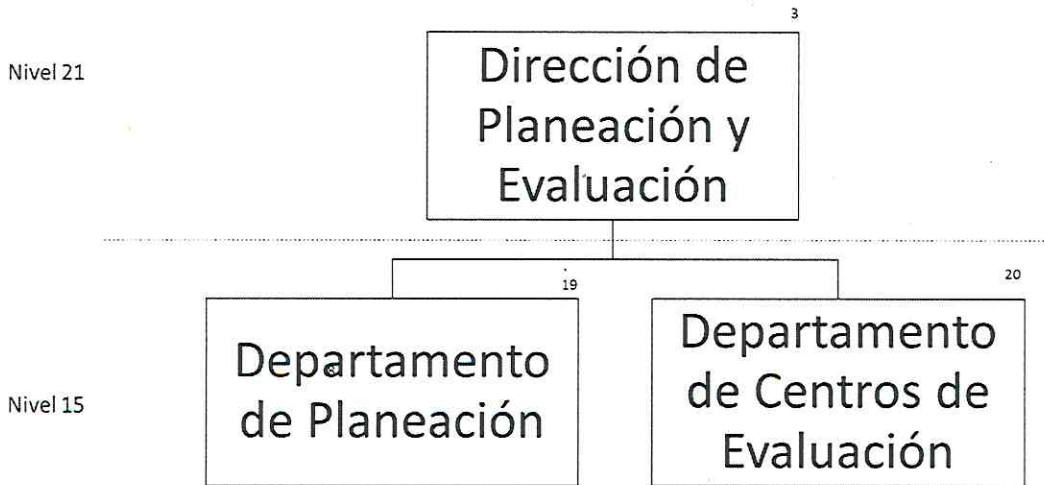 3
Nivel 21
Dirección de
Planeación y
Evaluación
19
20
Nivel 15
Departamento
de Planeación
Departamento
de Centros de
Evaluación